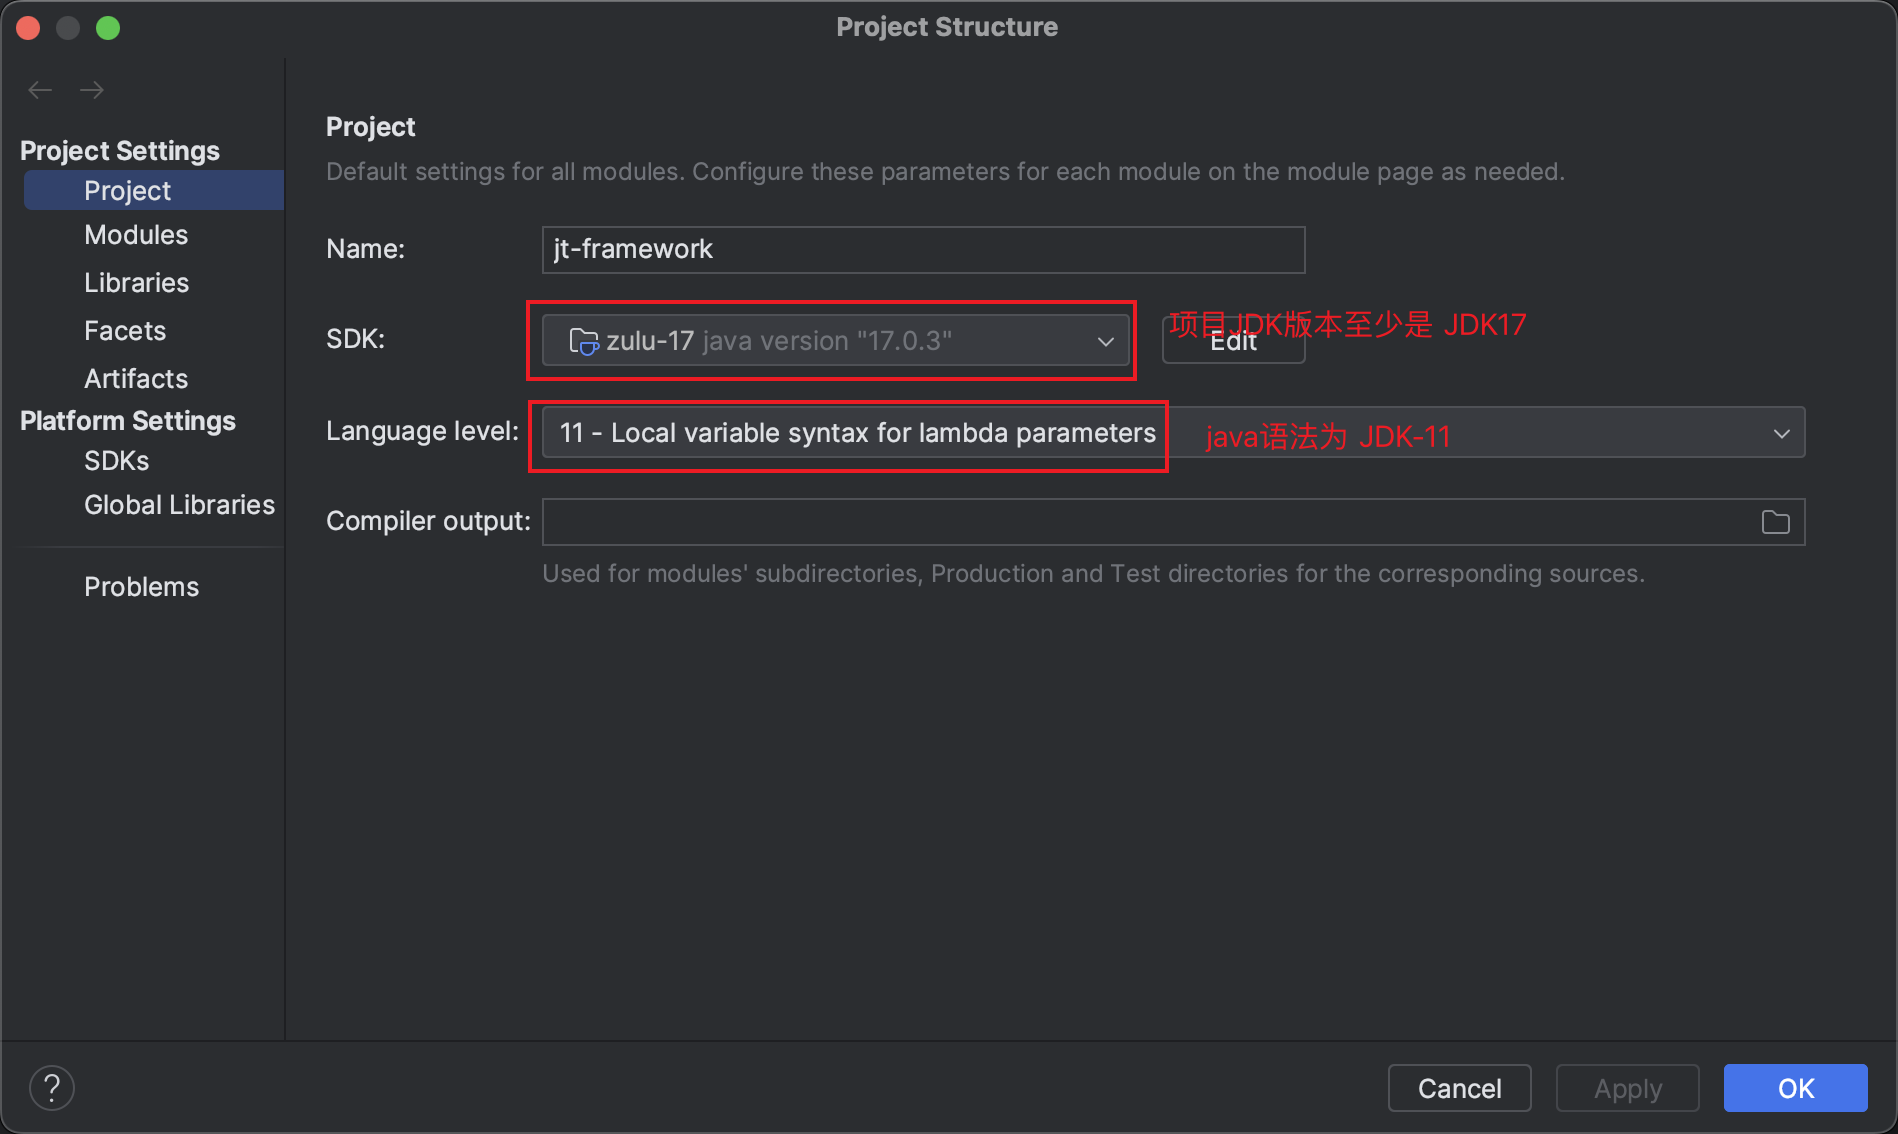 Project Structure
Project Settings
Project
Modules
Libraries
Facets
Artifacts
Platform Settings
SDKs
Global Libraries
Problems
Project
Default settings for all modules. Configure these parameters for each module on the module page as needed.
Name: jt-framework
SDK: zulu-17 java version "17.0.3" Edit 项目JDK版本至少是 JDK17
Language level: 11 - Local variable syntax for lambda parameters java语法为 JDK-11
Compiler output:
Used for modules' subdirectories, Production and Test directories for the corresponding sources.
? Cancel Apply OK